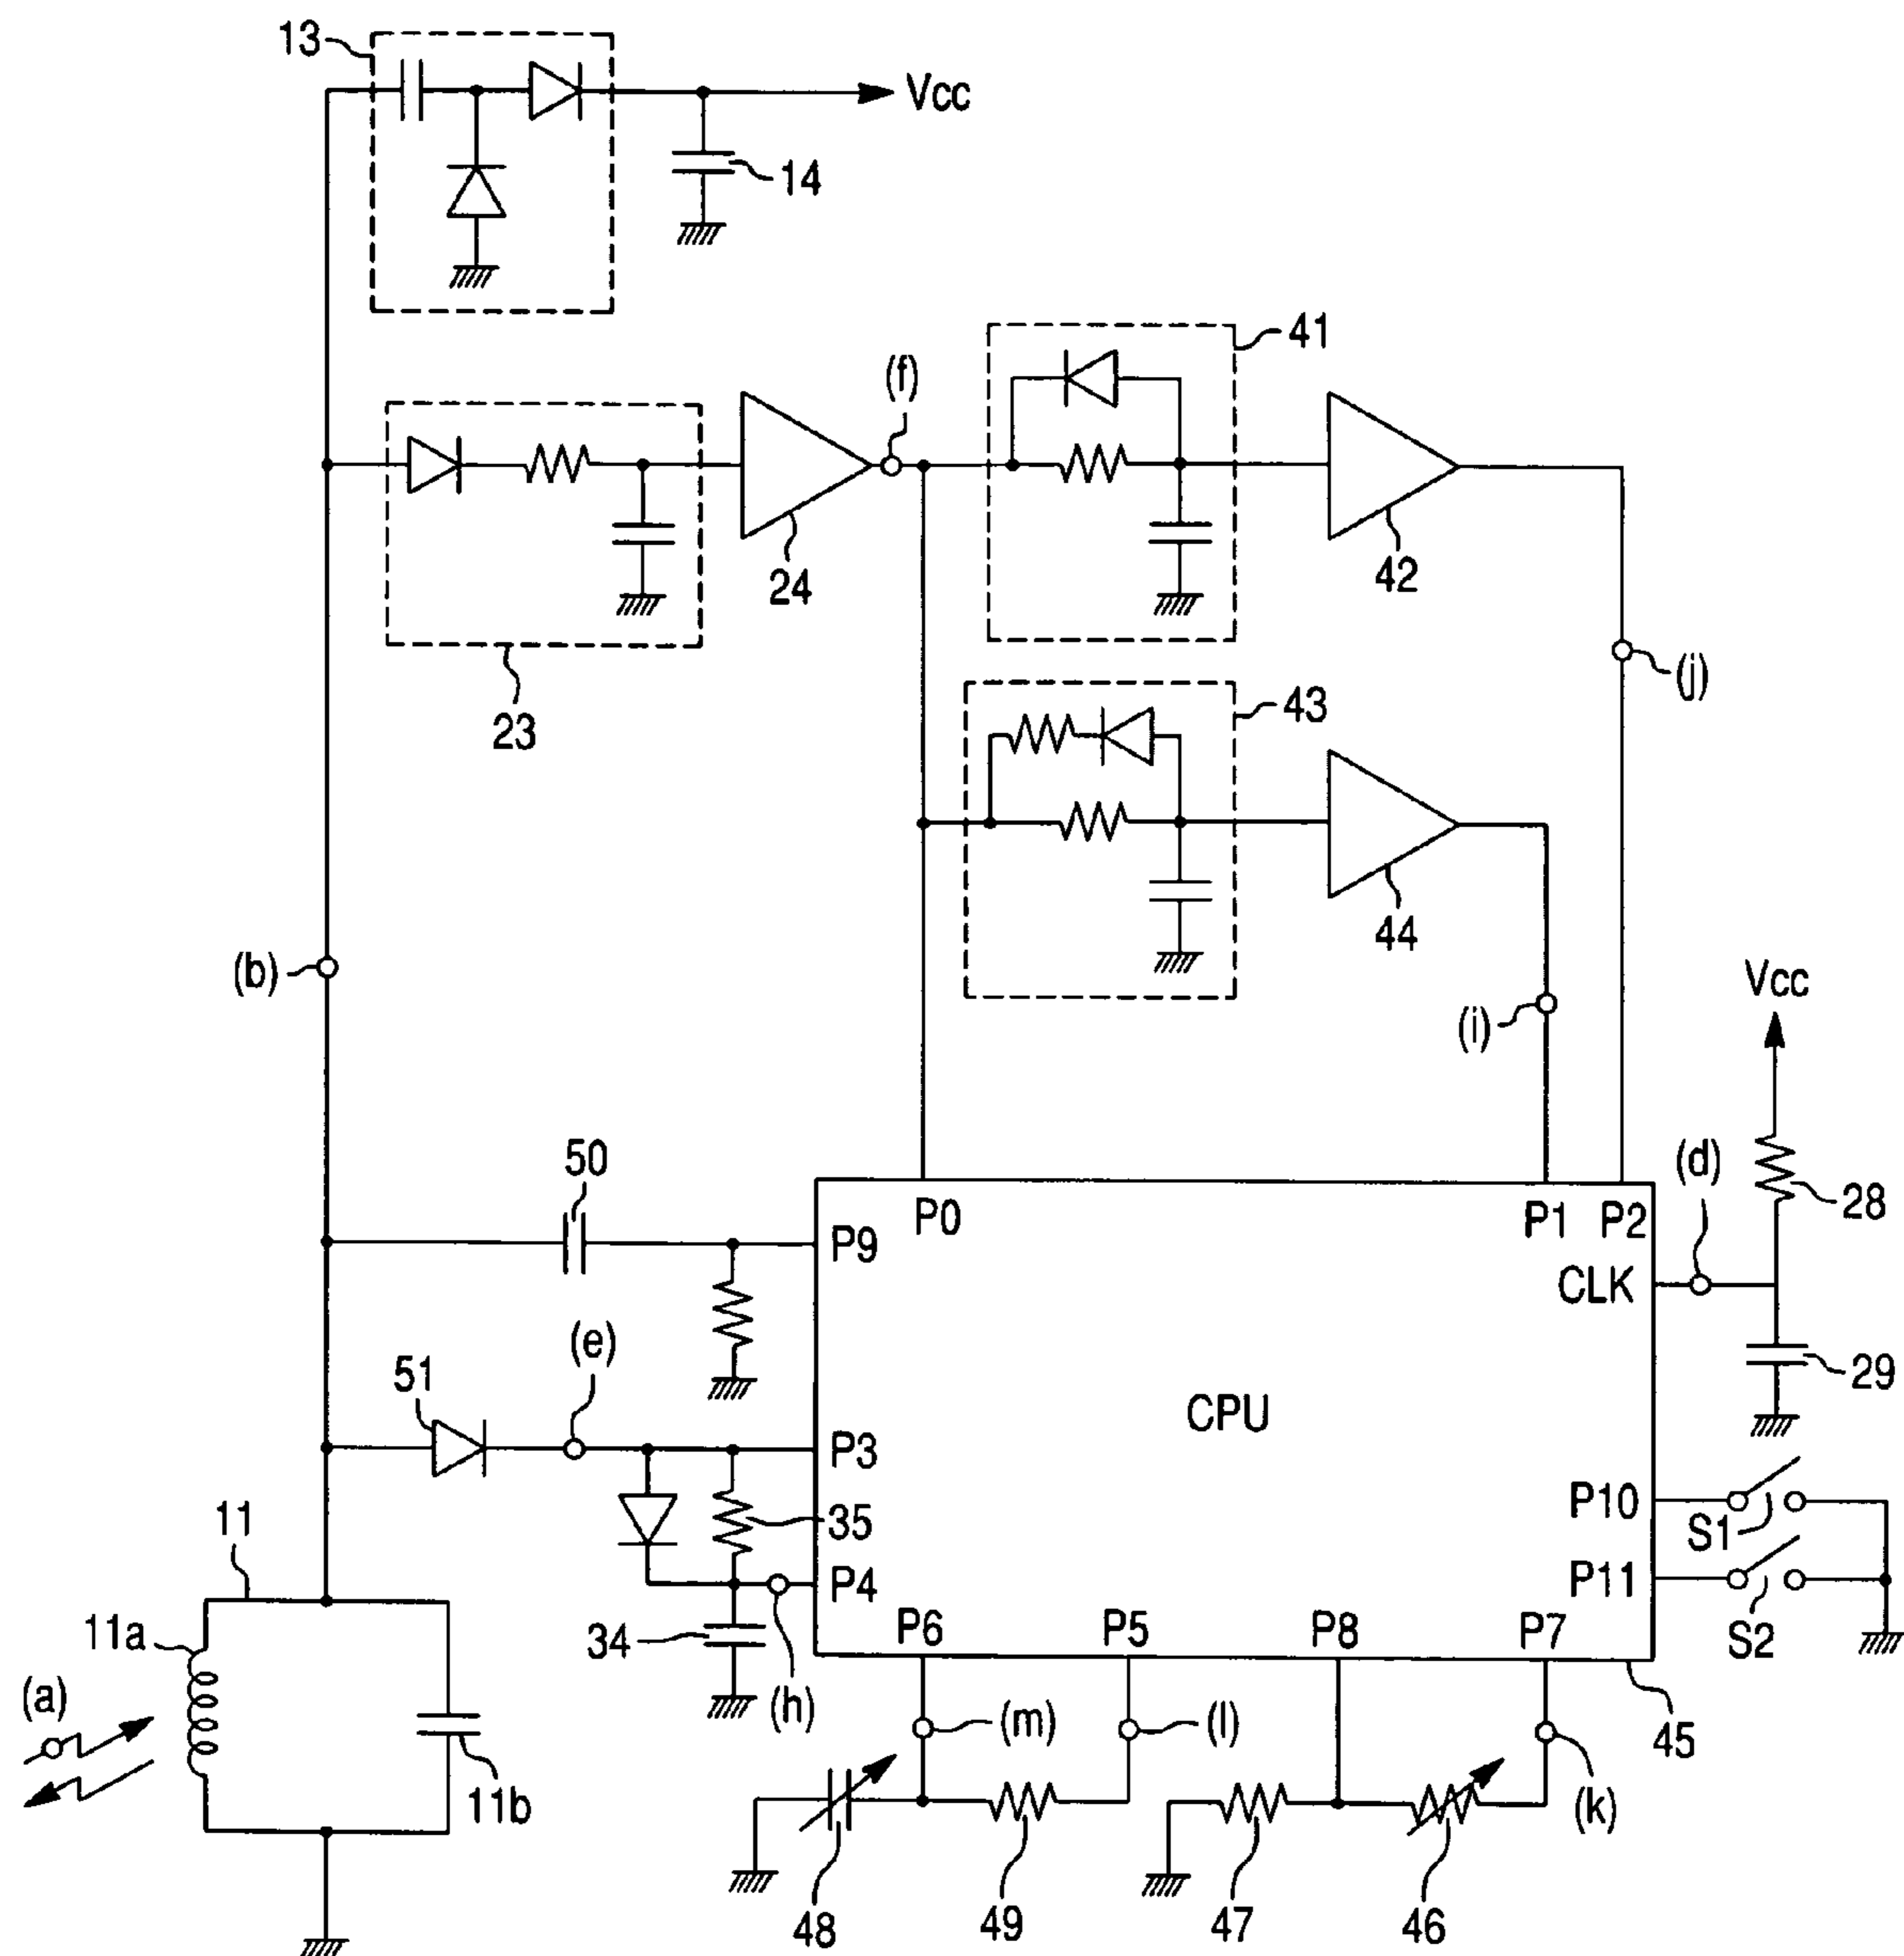 13
Vcc
14
41
(f)
24
42
23
(j)
43
44
(b)
(i)
Vcc
50
(d)
28
P0
P1
P2
P9
CLK
(e)
29
51
CPU
P3
P10
S1
35
11
P4
P11
S2
11a
34
P6
P5
P8
P7
(a)
(h)
(m)
(l)
45
11b
(k)
48
49
47
46